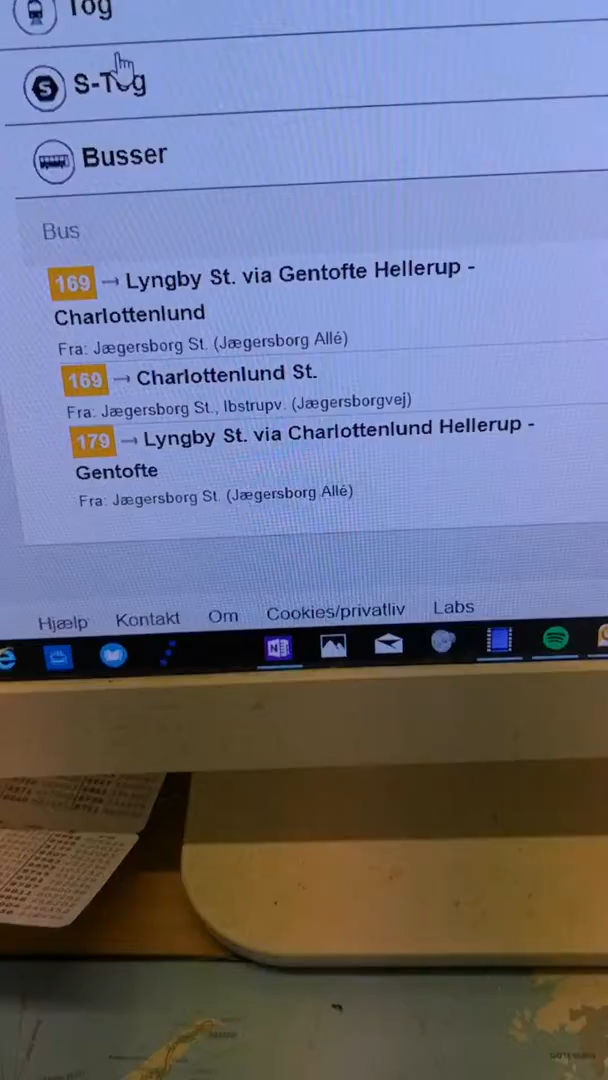 Tog
S-Tog
Busser
Bus
169 → Lyngby St. via Gentofte Hellerup -
Charlottenlund
Fra: Jægersborg St. (Jægersborg Allé)
169 → Charlottenlund St.
Fra: Jægersborg St., Ibstrupv. (Jægersborgvej)
179 → Lyngby St. via Charlottenlund Hellerup -
Gentofte
Fra: Jægersborg St. (Jægersborg Allé)
Hjælp Kontakt Om Cookies/privatliv Labs